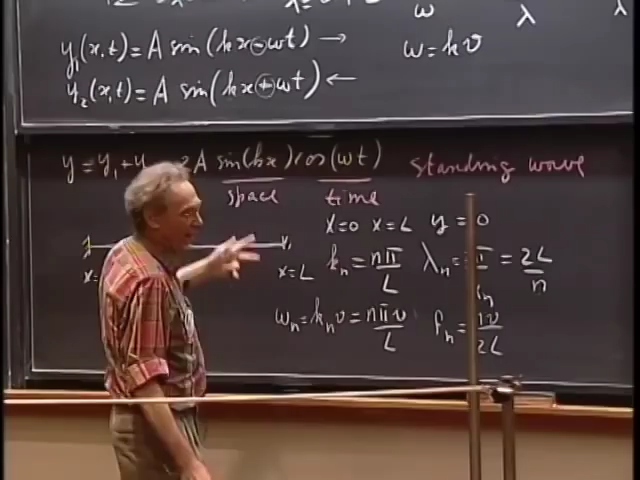 ω λ λ
y₁(x,t) = A sin(kx − ωt) →
ω = kv
y₂(x,t) = A sin(kx + ωt) ←
y = y₁ + y 2A sin(kx) cos(ωt) standing wave
space time
x=0 x=L y = 0
x= x=L
kₙ = nπ/L λₙ = π/kₙ = 2L/n
ωₙ = kₙv = nπv/L fₙ = nv/2L